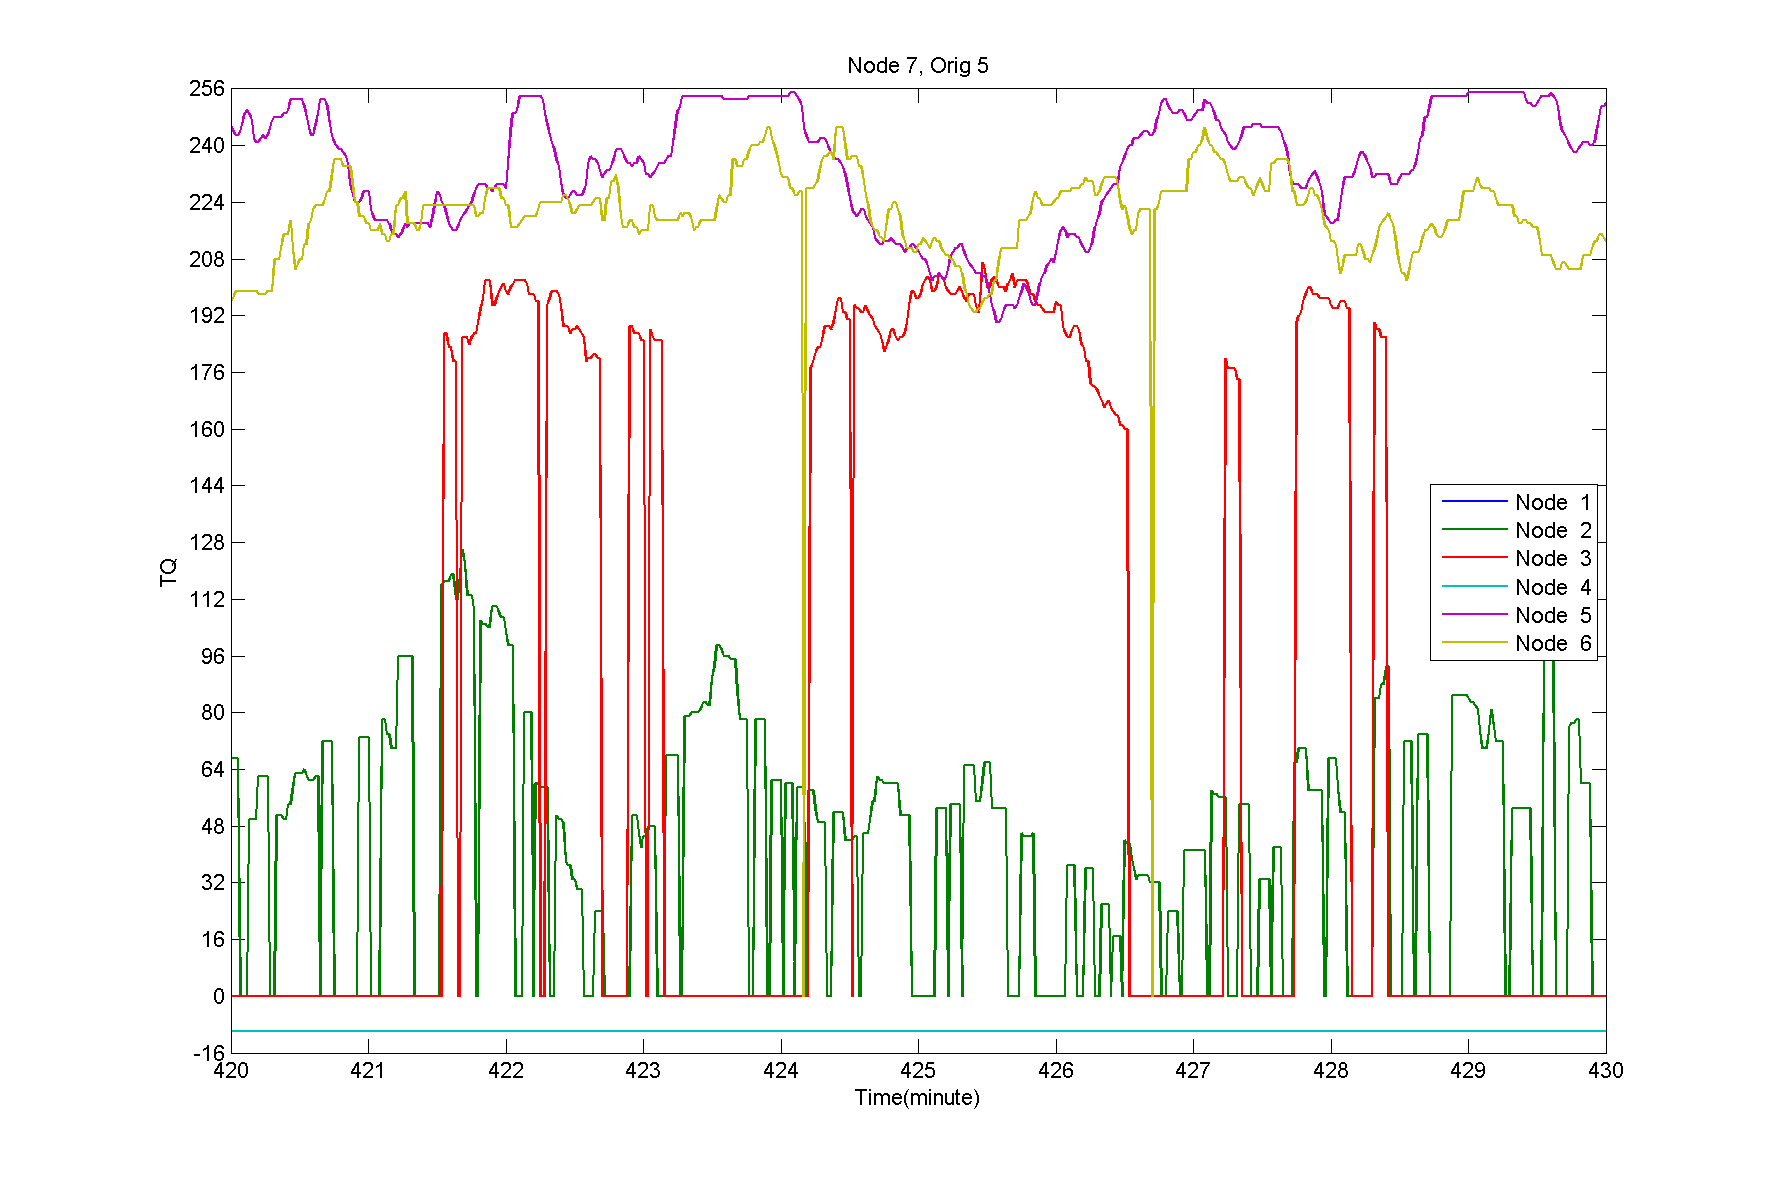 Node 7, Orig 5
256
240
224
208
192
176
160
144
128
112
96
80
64
48
32
16
0
-16
TQ
Node 1
Node 2
Node 3
Node 4
Node 5
Node 6
420 421 422 423 424 425 426 427 428 429 430
Time(minute)